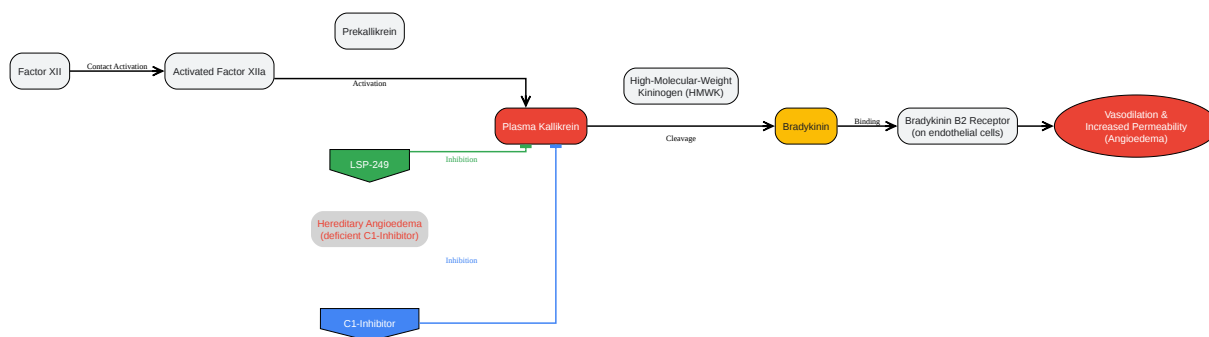 Prekallikrein
Factor XII
Contact Activation
Activated Factor XIIa
Activation
High-Molecular-Weight
Kininogen (HMWK)
Plasma Kallikrein
Cleavage
Bradykinin
Binding
Bradykinin B2 Receptor
(on endothelial cells)
Vasodilation &
Increased Permeability
(Angioedema)
LSP-249
Inhibition
Hereditary Angioedema
(deficient C1-Inhibitor)
Inhibition
C1-Inhibitor